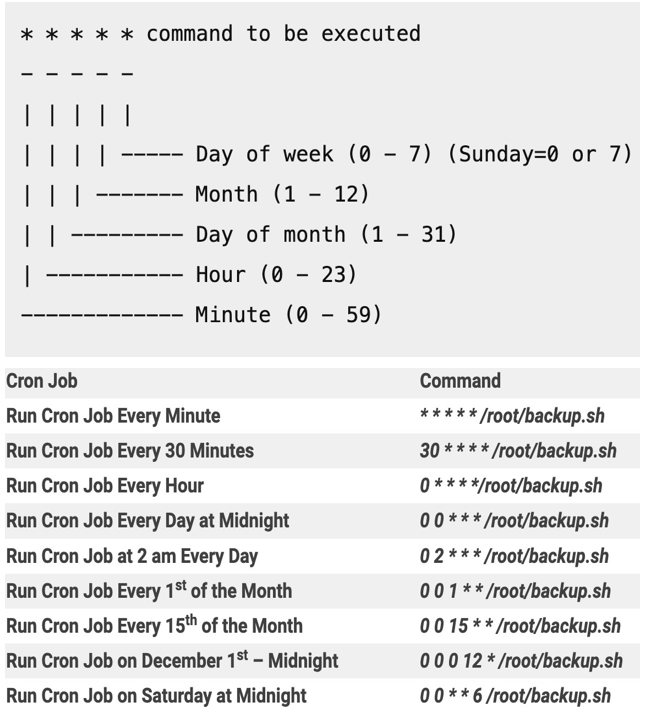 * * * * * command to be executed
- - - - -
| | | | |
| | | | ----- Day of week (0 - 7) (Sunday=0 or 7)
| | | ------- Month (1 - 12)
| | --------- Day of month (1 - 31)
| ----------- Hour (0 - 23)
------------- Minute (0 - 59)
Cron Job Command
Run Cron Job Every Minute * * * * * /root/backup.sh
Run Cron Job Every 30 Minutes 30 * * * * /root/backup.sh
Run Cron Job Every Hour 0 * * * */root/backup.sh
Run Cron Job Every Day at Midnight 0 0 * * * /root/backup.sh
Run Cron Job at 2 am Every Day 0 2 * * * /root/backup.sh
Run Cron Job Every 1st of the Month 0 0 1 * * /root/backup.sh
Run Cron Job Every 15th of the Month 0 0 15 * * /root/backup.sh
Run Cron Job on December 1st – Midnight 0 0 0 12 * /root/backup.sh
Run Cron Job on Saturday at Midnight 0 0 * * 6 /root/backup.sh